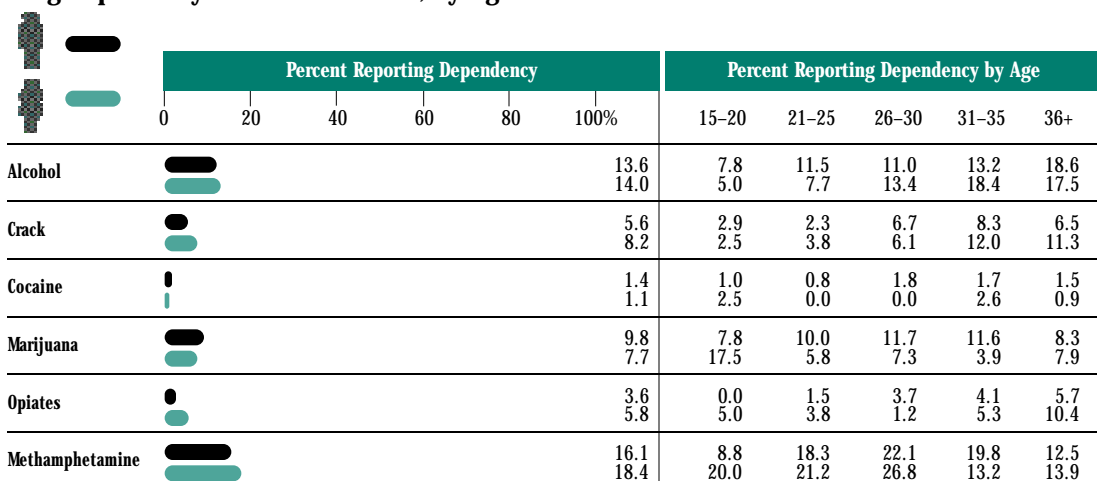 Percent Reporting Dependency Percent Reporting Dependency by Age
0 20 40 60 80 100% 15–20 21–25 26–30 31–35 36+
Alcohol
13.6 7.8 11.5 11.0 13.2 18.6
14.0 5.0 7.7 13.4 18.4 17.5
Crack
5.6 2.9 2.3 6.7 8.3 6.5
8.2 2.5 3.8 6.1 12.0 11.3
Cocaine
1.4 1.0 0.8 1.8 1.7 1.5
1.1 2.5 0.0 0.0 2.6 0.9
Marijuana
9.8 7.8 10.0 11.7 11.6 8.3
7.7 17.5 5.8 7.3 3.9 7.9
Opiates
3.6 0.0 1.5 3.7 4.1 5.7
5.8 5.0 3.8 1.2 5.3 10.4
Methamphetamine
16.1 8.8 18.3 22.1 19.8 12.5
18.4 20.0 21.2 26.8 13.2 13.9